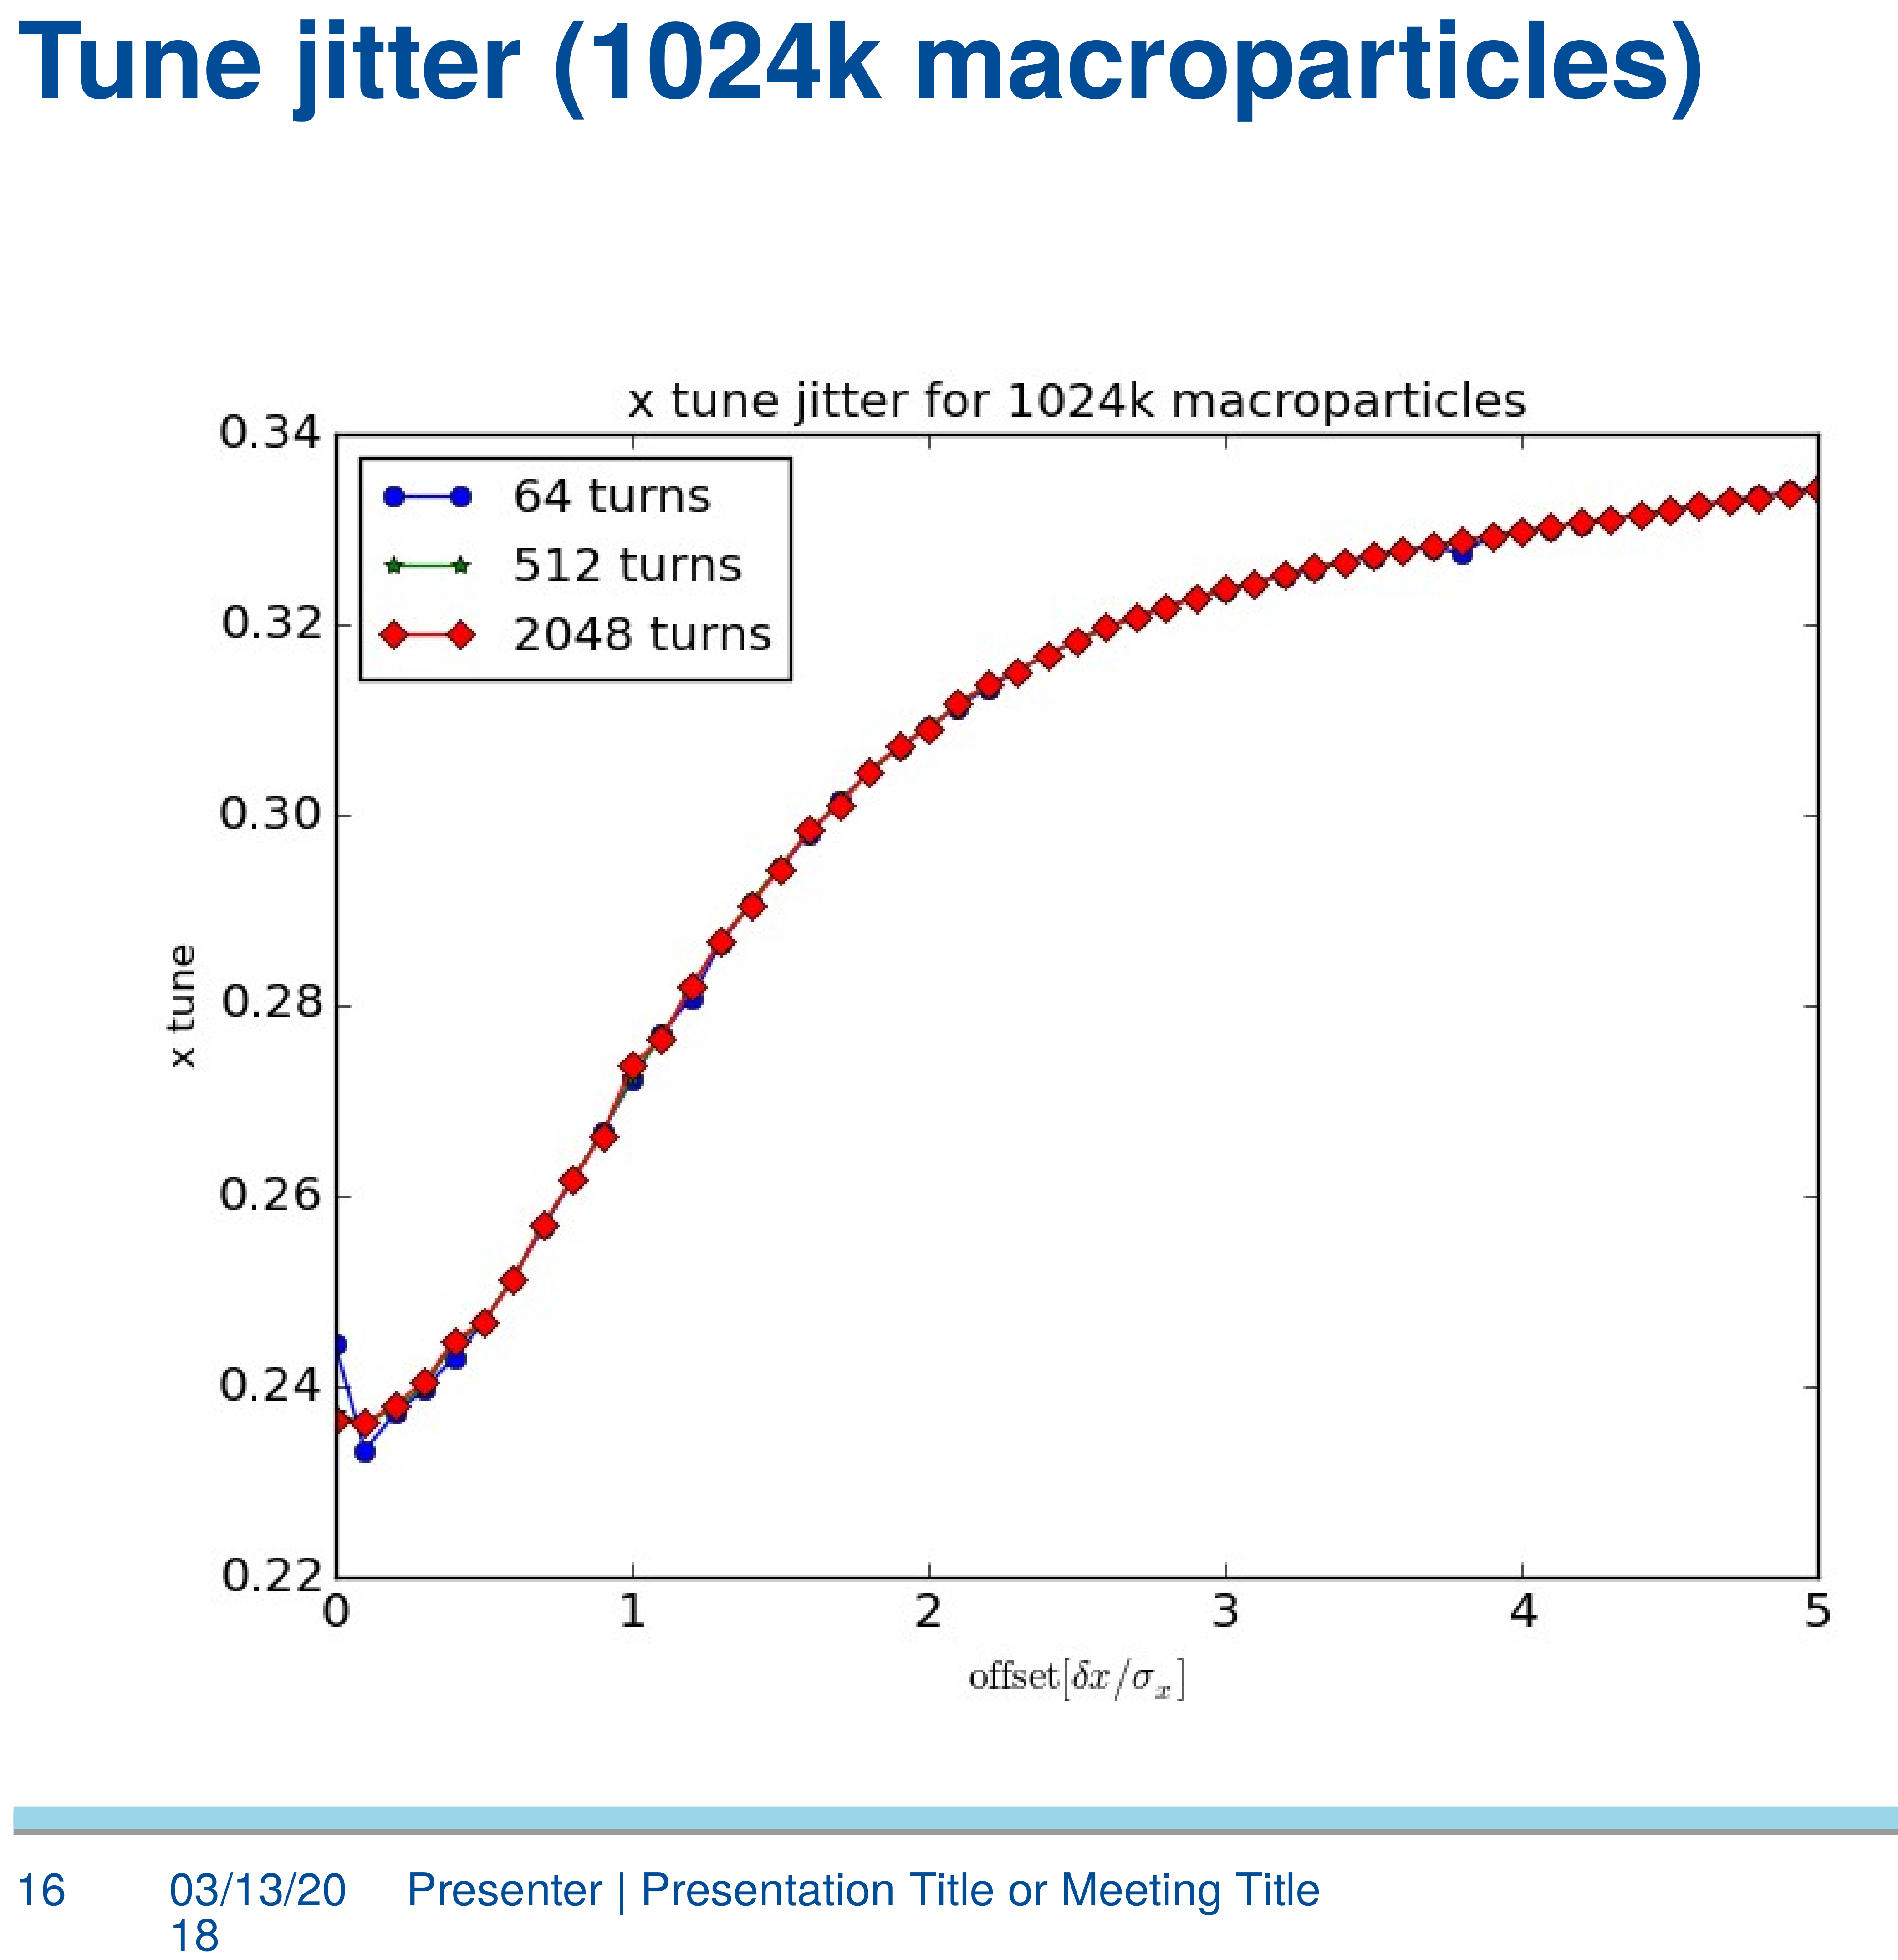 Tune jitter (1024k macroparticles)
x tune jitter for 1024k macroparticles
0.34
0.32
0.30
0.28
0.26
0.24
0.22
64 turns
512 turns
2048 turns
x tune
0 1 2 3 4 5
offset[δx/σ_x]
16 03/13/20 Presenter | Presentation Title or Meeting Title
18